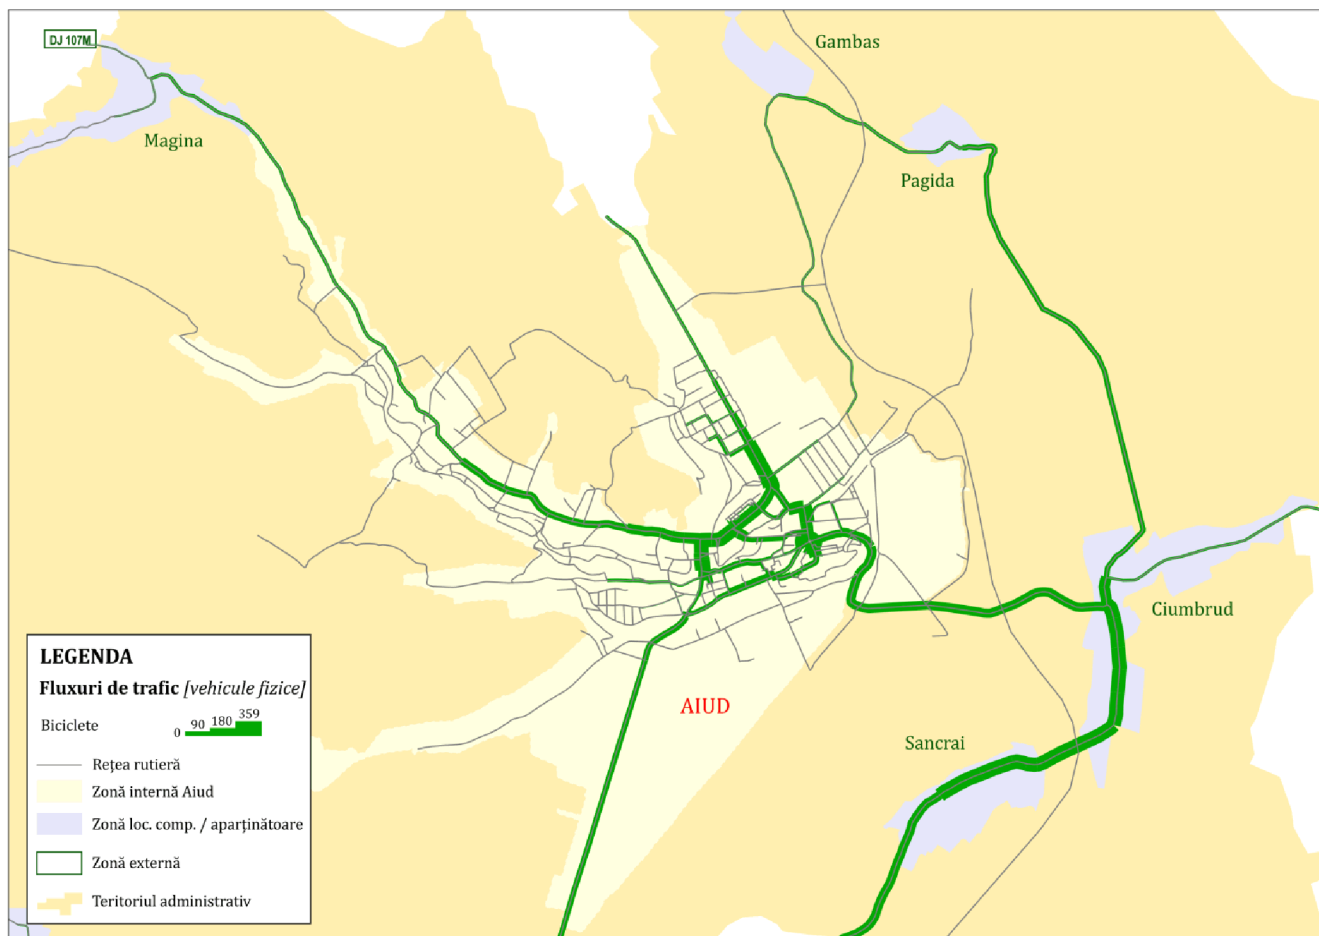 DJ 107M
Gambas
Magina
Pagida
Ciumbrud
AIUD
Sancrai
LEGENDA
Fluxuri de trafic [vehicule fizice]
Biciclete 0 90 180 359
Rețea rutieră
Zonă internă Aiud
Zonă loc. comp. / aparținătoare
Zonă externă
Teritoriul administrativ